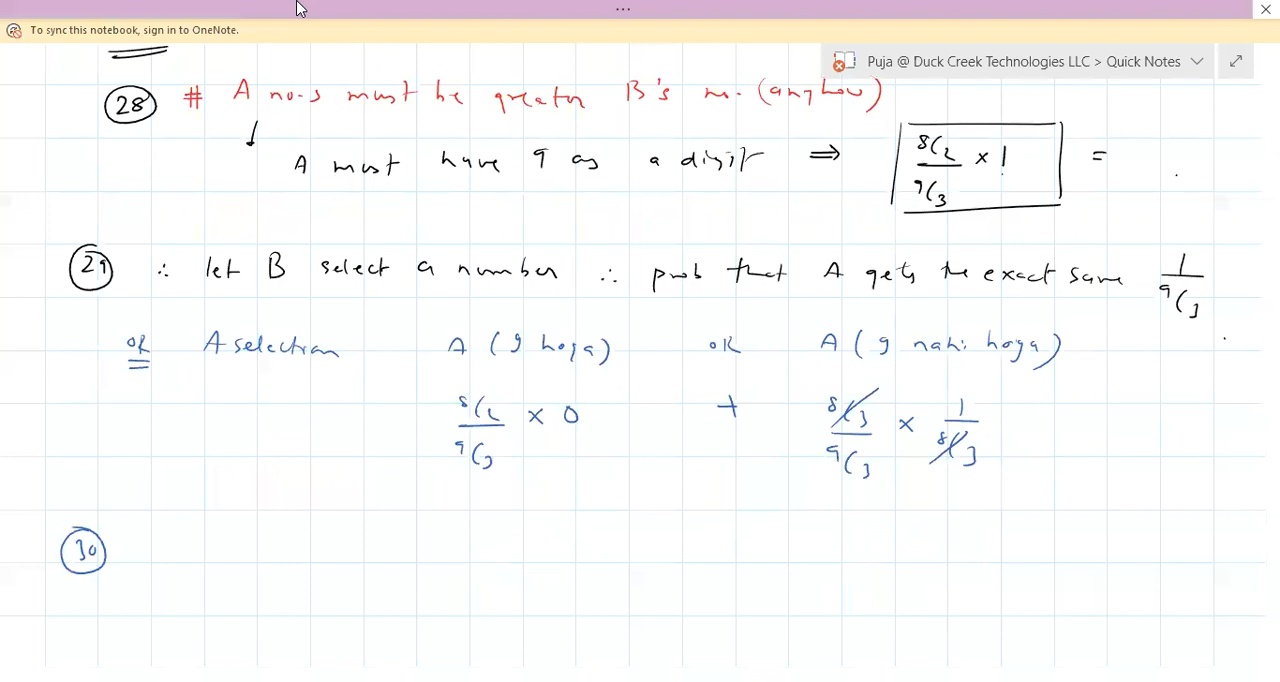 To sync this notebook, sign in to OneNote.
Puja @ Duck Creek Technologies LLC > Quick Notes
28 # A no-s must be greater B's no. (anyhow)
A must have 9 as a digit ⇒ 8C2/9C3 × 1 =
29 ∴ let B select a number ∴ prob that A gets the exact same 1/9C3
OR A selection A (9 hoga) OR A (9 nahi hoga)
8C2/9C3 × 0 + 8C3/9C3 × 1/8C3
30